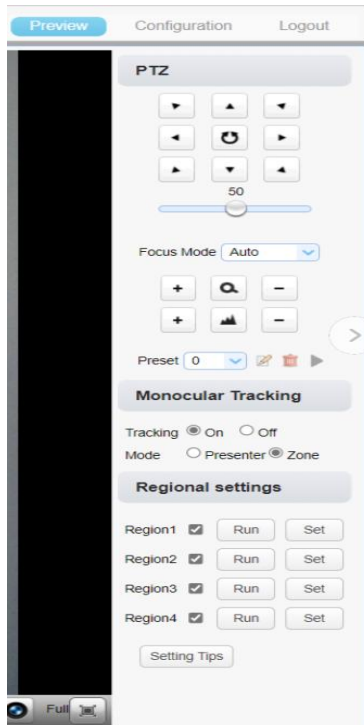 Preview Configuration Logout
PTZ
50
Focus Mode Auto
+ -
+ -
Preset 0
Monocular Tracking
Tracking On Off
Mode Presenter Zone
Regional settings
Region1 Run Set
Region2 Run Set
Region3 Run Set
Region4 Run Set
Setting Tips
Full